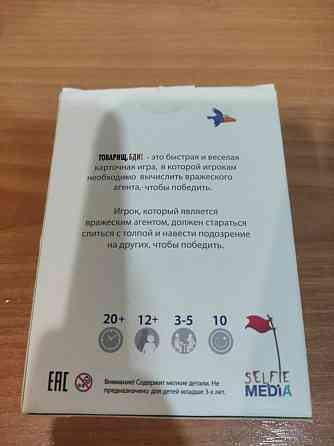 ТОВАРИЩ, БДИ! - это быстрая и веселая
карточная игра, в которой игрокам
необходимо вычислить вражеского
агента, чтобы победить.
Игрок, который является
вражеским агентом, должен стараться
слиться с толпой и навести подозрение
на других, чтобы победить.
20+ 12+ 3-5 10
EAC
Внимание! Содержит мелкие детали. Не
предназначено для детей младше 3-х лет.
SELFIE
MEDIA